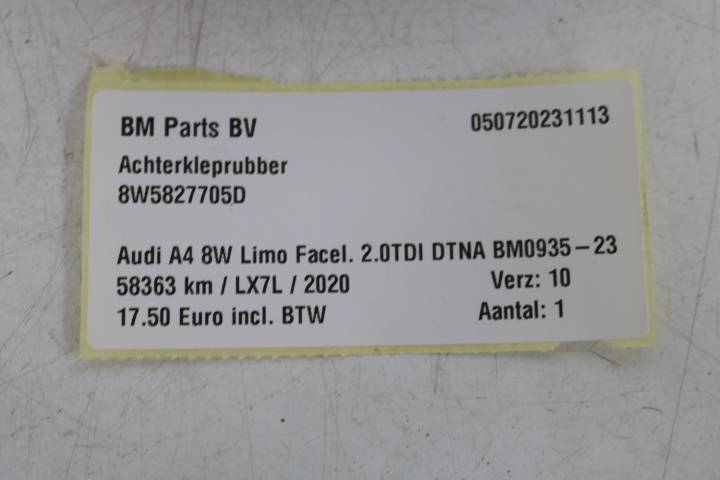 BM Parts BV 050720231113
Achterkleprubber
8W5827705D
Audi A4 8W Limo Facel. 2.0TDI DTNA BM0935-23
58363 km / LX7L / 2020 Verz: 10
17.50 Euro incl. BTW Aantal: 1